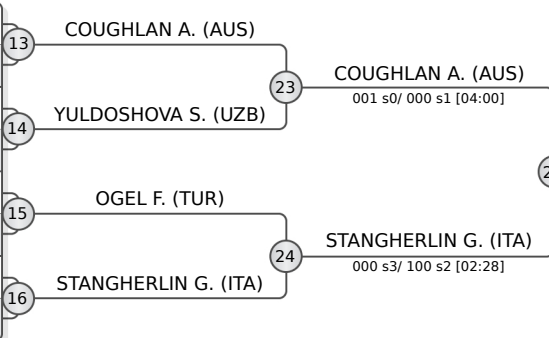 COUGHLAN A. (AUS)
13
23
COUGHLAN A. (AUS)
001 s0/ 000 s1 [04:00]
YULDOSHOVA S. (UZB)
14
OGEL F. (TUR)
15
24
STANGHERLIN G. (ITA)
000 s3/ 100 s2 [02:28]
STANGHERLIN G. (ITA)
16